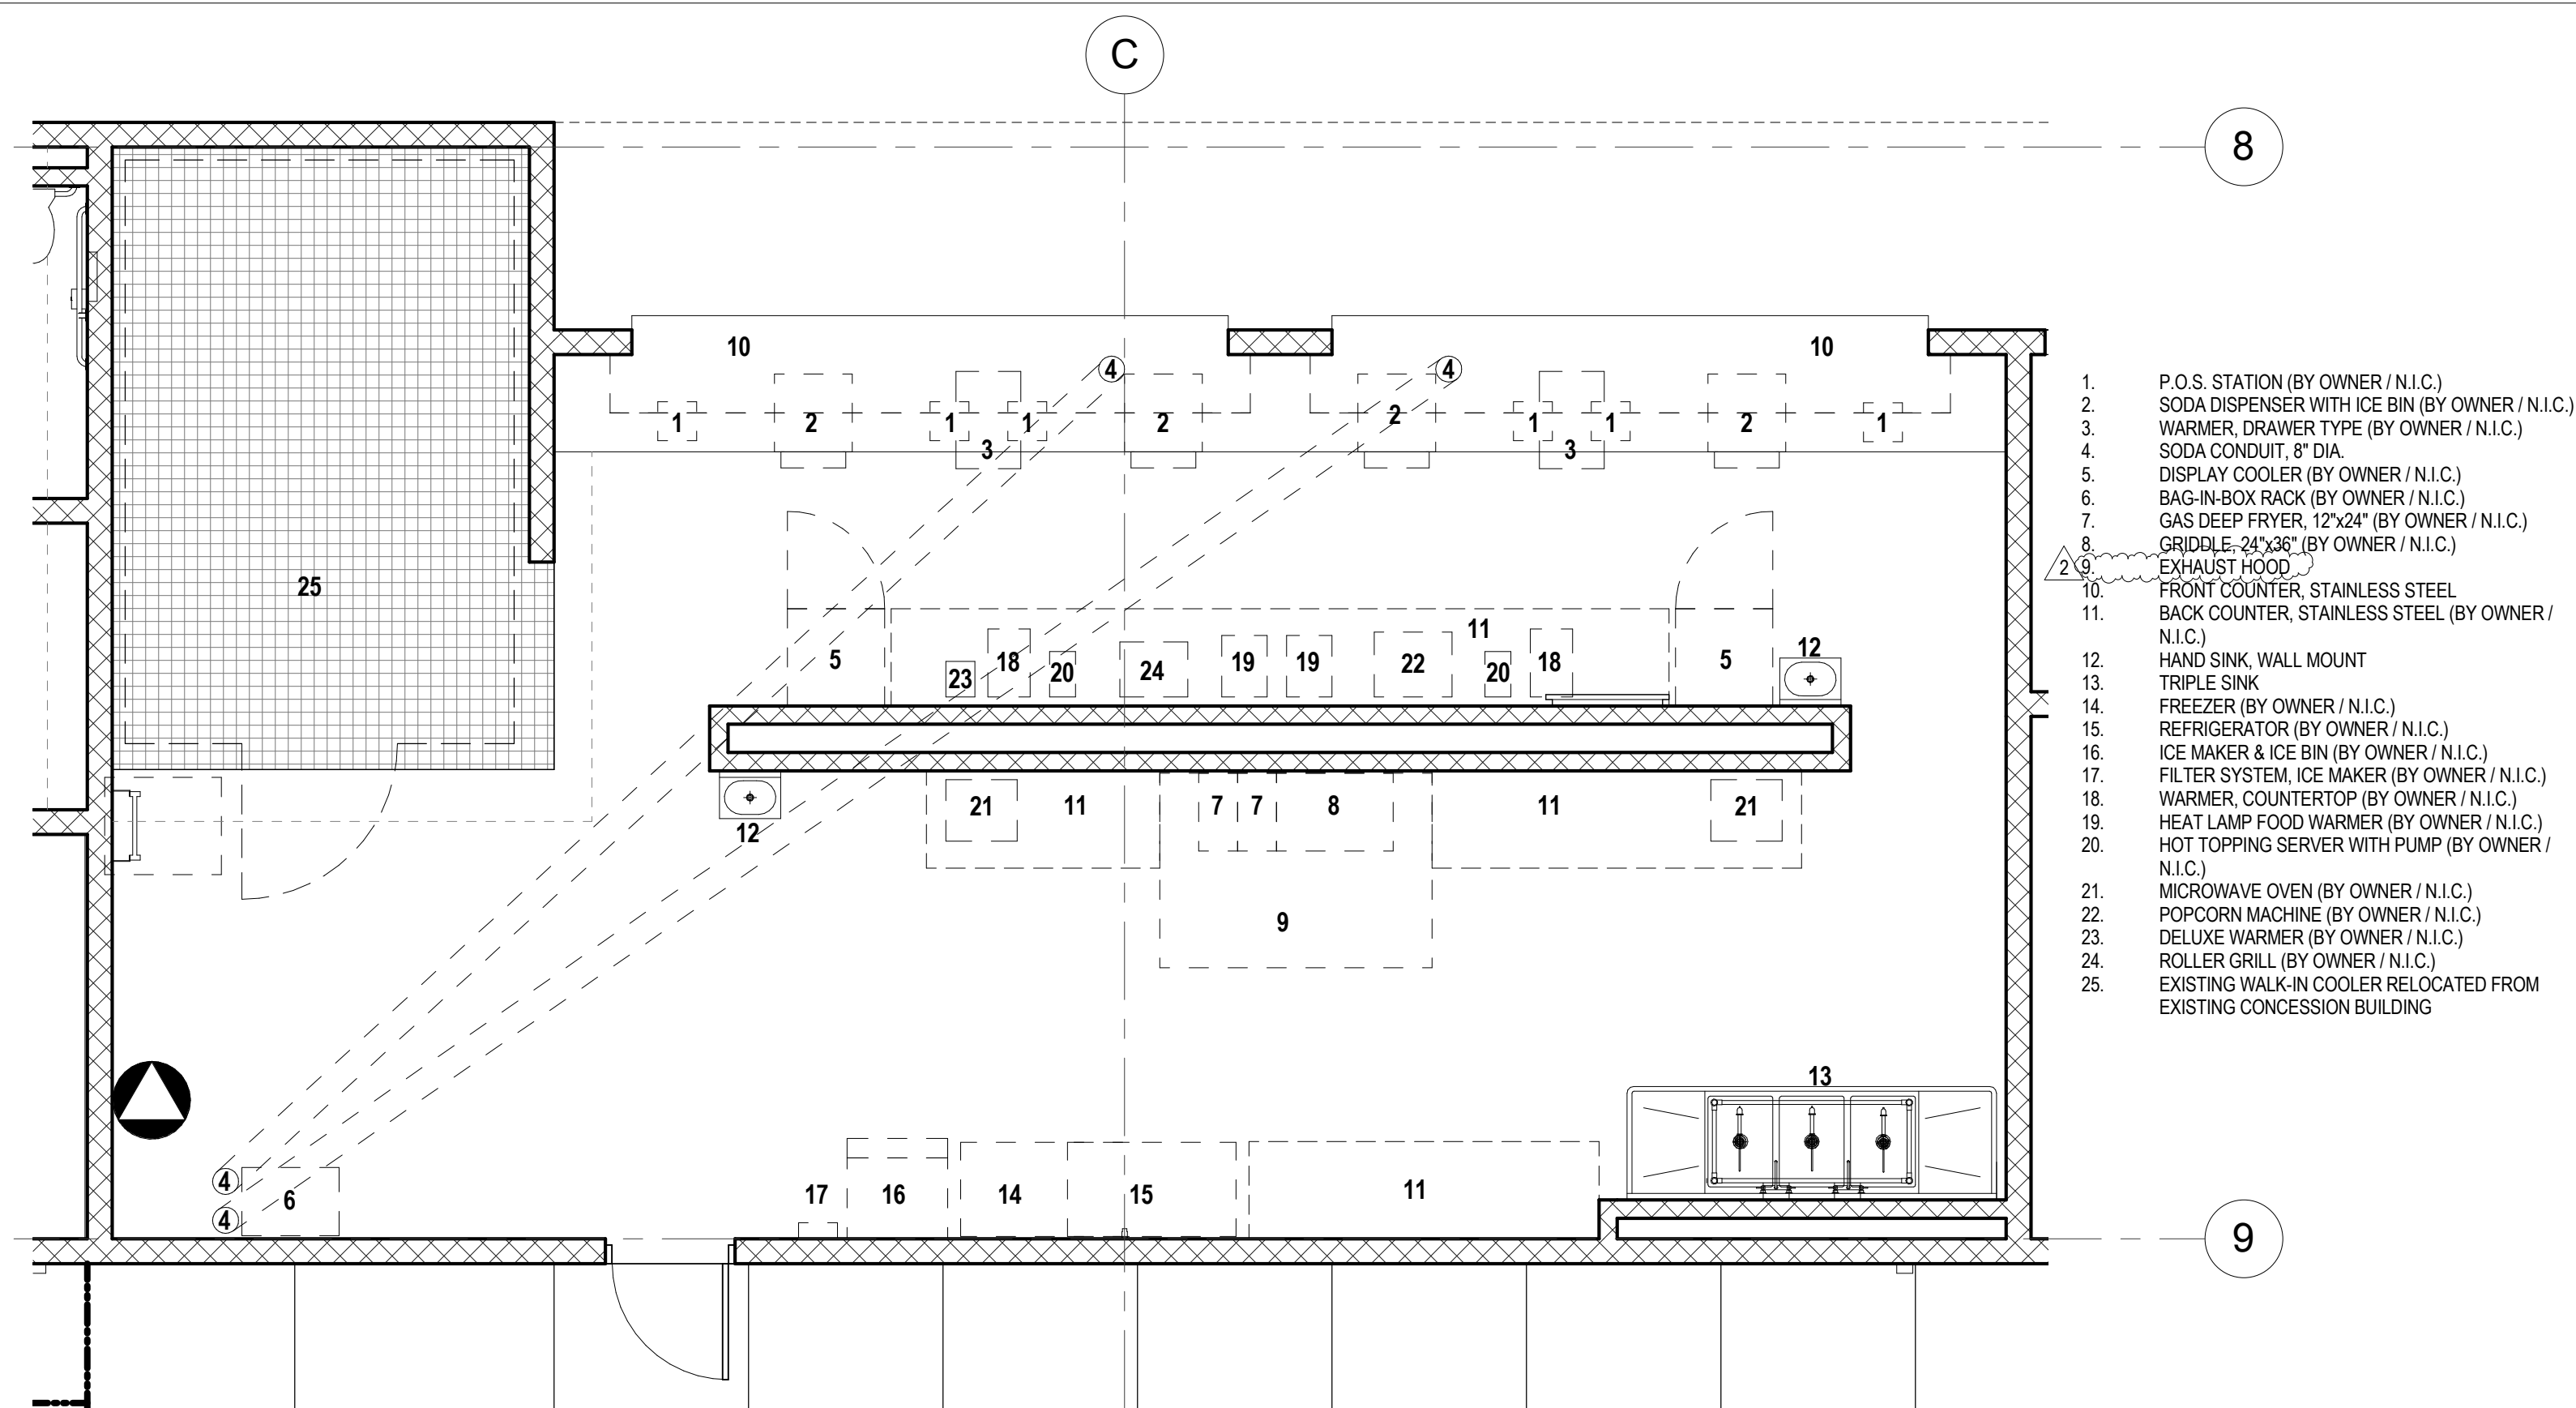 C
8
10
10
4
4
1
2
1
1
2
2
1
1
2
1
3
3
25
11
12
5
23
18
20
24
19
19
22
20
18
5
21
11
7
7
8
11
21
12
9
13
4
6
4
17
16
14
15
11
9
1. P.O.S. STATION (BY OWNER / N.I.C.)
2. SODA DISPENSER WITH ICE BIN (BY OWNER / N.I.C.)
3. WARMER, DRAWER TYPE (BY OWNER / N.I.C.)
4. SODA CONDUIT, 8" DIA.
5. DISPLAY COOLER (BY OWNER / N.I.C.)
6. BAG-IN-BOX RACK (BY OWNER / N.I.C.)
7. GAS DEEP FRYER, 12"x24" (BY OWNER / N.I.C.)
8. GRIDDLE, 24"x36" (BY OWNER / N.I.C.)
2 9. EXHAUST HOOD
10. FRONT COUNTER, STAINLESS STEEL
11. BACK COUNTER, STAINLESS STEEL (BY OWNER /
N.I.C.)
12. HAND SINK, WALL MOUNT
13. TRIPLE SINK
14. FREEZER (BY OWNER / N.I.C.)
15. REFRIGERATOR (BY OWNER / N.I.C.)
16. ICE MAKER & ICE BIN (BY OWNER / N.I.C.)
17. FILTER SYSTEM, ICE MAKER (BY OWNER / N.I.C.)
18. WARMER, COUNTERTOP (BY OWNER / N.I.C.)
19. HEAT LAMP FOOD WARMER (BY OWNER / N.I.C.)
20. HOT TOPPING SERVER WITH PUMP (BY OWNER /
N.I.C.)
21. MICROWAVE OVEN (BY OWNER / N.I.C.)
22. POPCORN MACHINE (BY OWNER / N.I.C.)
23. DELUXE WARMER (BY OWNER / N.I.C.)
24. ROLLER GRILL (BY OWNER / N.I.C.)
25. EXISTING WALK-IN COOLER RELOCATED FROM
EXISTING CONCESSION BUILDING